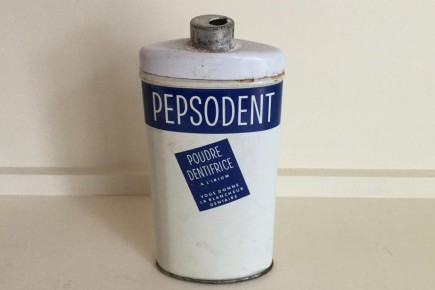 PEPSODENT
POUDRE
DENTIFRICE
A L'IRIUM
VOUS DONNE
LA BLANCHEUR
DENTAIRE